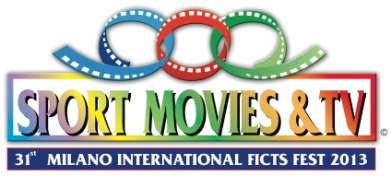 SPORT MOVIES & TV ©
31st MILANO INTERNATIONAL FICTS FEST 2013